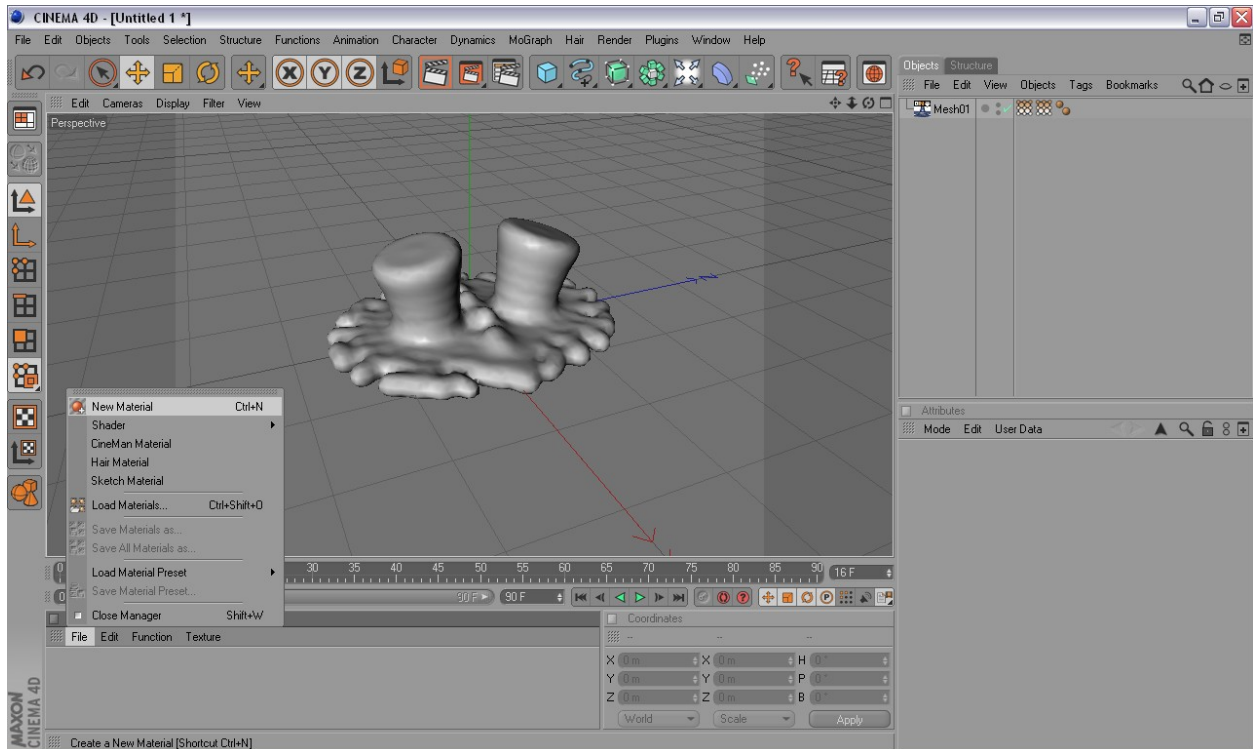 CINEMA 4D - [Untitled 1 *]
File Edit Objects Tools Selection Structure Functions Animation Character Dynamics MoGraph Hair Render Plugins Window Help
X Y Z
Objects Structure
File Edit View Objects Tags Bookmarks
Mesh01
Edit Cameras Display Filter View
Perspective
Z
New Material Ctrl+N
Shader
CineMan Material
Hair Material
Sketch Material
Load Materials... Ctrl+Shift+O
Save Materials as...
Save All Materials as...
Load Material Preset
Save Material Preset...
Close Manager Shift+W
Attributes
Mode Edit User Data
0 30 35 40 45 50 55 60 65 70 75 80 85 90 16 F
0 90 F 90 F
Coordinates
File Edit Function Texture
-- -- --
X 0 m X 0 m H 0 °
Y 0 m Y 0 m P 0 °
Z 0 m Z 0 m B 0 °
World Scale Apply
MAXON
CINEMA 4D
Create a New Material [Shortcut Ctrl+N]